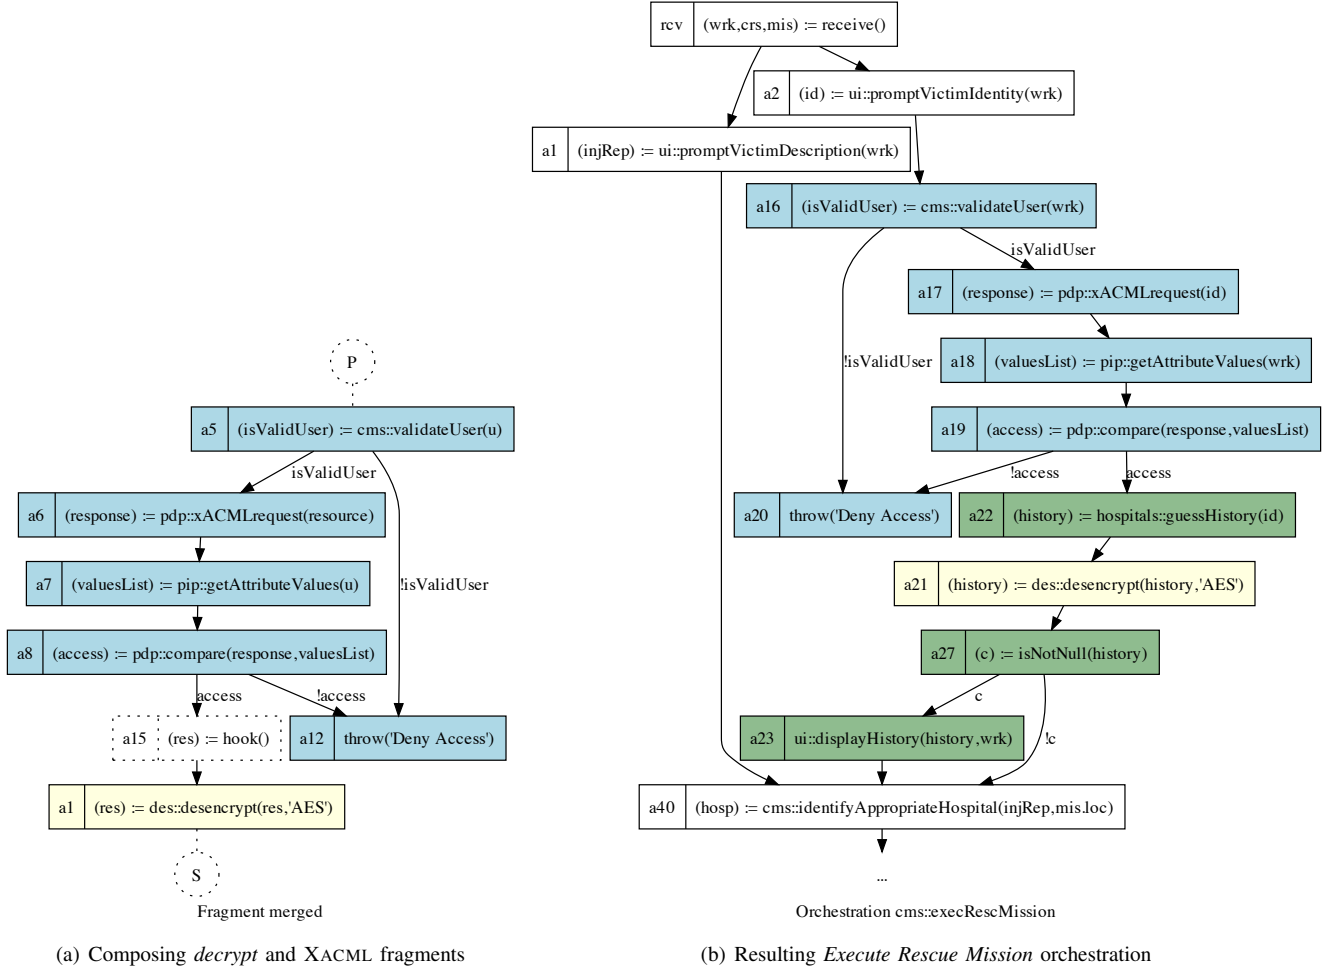 P
a5 (isValidUser) := cms::validateUser(u)
isValidUser
a6 (response) := pdp::xACMLrequest(resource)
a7 (valuesList) := pip::getAttributeValues(u)
!isValidUser
a8 (access) := pdp::compare(response,valuesList)
access
!access
a15 (res) := hook()
a12 throw('Deny Access')
a1 (res) := des::desencrypt(res,'AES')
S
Fragment merged
(a) Composing decrypt and XACML fragments
rcv (wrk,crs,mis) := receive()
a2 (id) := ui::promptVictimIdentity(wrk)
a1 (injRep) := ui::promptVictimDescription(wrk)
a16 (isValidUser) := cms::validateUser(wrk)
isValidUser
a17 (response) := pdp::xACMLrequest(id)
!isValidUser
a18 (valuesList) := pip::getAttributeValues(wrk)
a19 (access) := pdp::compare(response,valuesList)
!access
access
a20 throw('Deny Access')
a22 (history) := hospitals::guessHistory(id)
a21 (history) := des::desencrypt(history,'AES')
a27 (c) := isNotNull(history)
c
a23 ui::displayHistory(history,wrk)
!c
a40 (hosp) := cms::identifyAppropriateHospital(injRep,mis.loc)
...
Orchestration cms::execRescMission
(b) Resulting Execute Rescue Mission orchestration